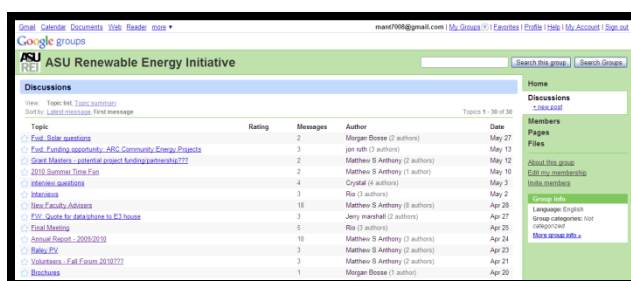 Gmail Calendar Documents Web Reader more ▼
mant7008@gmail.com | My Groups | Favorites | Profile | Help | My Account | Sign out
Google groups
ASU REI ASU Renewable Energy Initiative
Search this group Search Groups
Discussions
View: Topic list, Topic summary
Sort by: Latest message, First message Topics 1 - 30 of 30
Topic Rating Messages Author Date
Fwd: Solar questions 2 Morgan Bosse (2 authors) May 27
Fwd: Funding opportunity: ARC Community Energy Projects 3 jon ruth (3 authors) May 13
Grant Masters - potential project funding/partnership??? 2 Matthew S Anthony (2 authors) May 12
2010 Summer Time Fun 2 Matthew S Anthony (1 author) May 10
interview questions 4 Crystal (4 authors) May 3
Interviews 3 Ria (3 authors) May 2
New Faculty Advisers 18 Matthew S Anthony (8 authors) Apr 28
FW: Quote for data/phone to E3 house 3 Jerry marshall (2 authors) Apr 27
Final Meeting 5 Ria (3 authors) Apr 25
Annual Report - 2009/2010 10 Matthew S Anthony (3 authors) Apr 24
Raley PV 3 Matthew S Anthony (2 authors) Apr 23
Volunteers - Fall Forum 2010??? 3 Matthew S Anthony (2 authors) Apr 21
Brochures 1 Morgan Bosse (1 author) Apr 20
Home
Discussions
+ new post
Members
Pages
Files
About this group
Edit my membership
Invite members
Group info
Language: English
Group categories: Not
categorized
More group info »